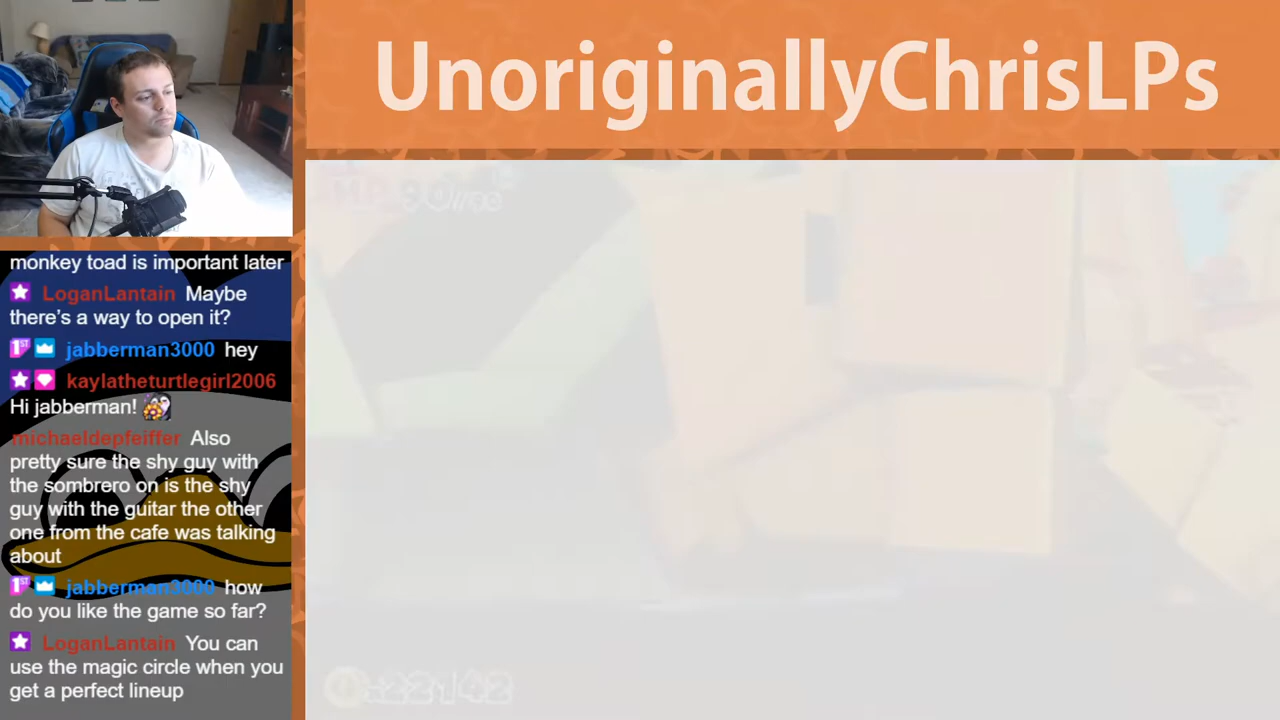 UnoriginallyChrisLPs
monkey toad is important later
LoganLantain Maybe
there's a way to open it?
1ST jabberman3000 hey
kaylatheturtlegirl2006
Hi jabberman!
michaeldepfeiffer Also
pretty sure the shy guy with
the sombrero on is the shy
guy with the guitar the other
one from the cafe was talking
about
1ST jabberman3000 how
do you like the game so far?
LoganLantain You can
use the magic circle when you
get a perfect lineup